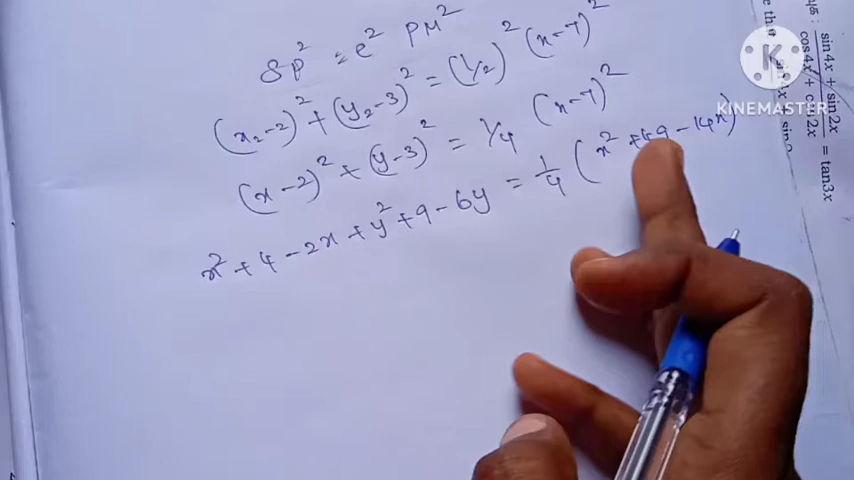 SP² = e² PM²
(x₂-2)² + (y₂-3)² = (1/2)² (x-7)²
(x-2)² + (y-3)² = 1/4 (x-7)²
x² + 4 - 2x + y² + 9 - 6y = 1/4 (x² + 49 - 14x)
KINEMASTER
sin4x + sin2x
cos4x + cos2x
= tan3x